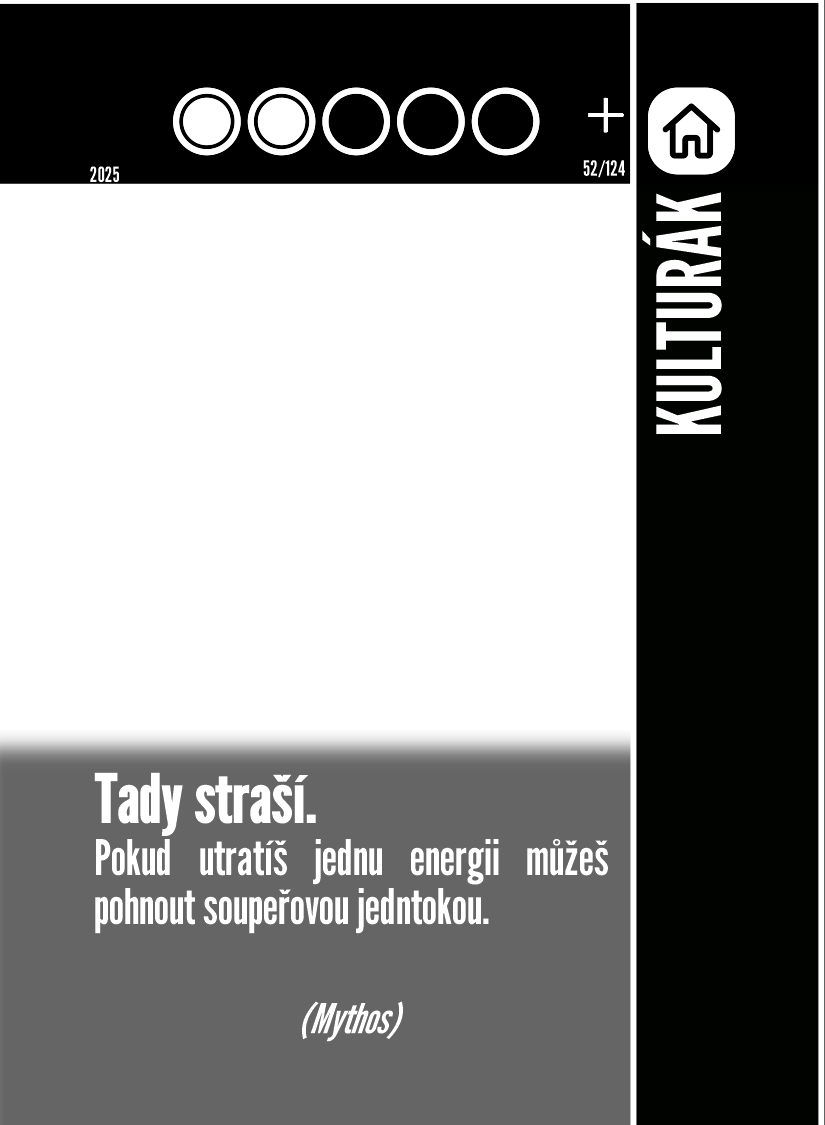 2025
52/124
KULTURÁK
Tady straší.
Pokud utratíš jednu energii můžeš
pohnout soupeřovou jedntokou.
(Mythos)